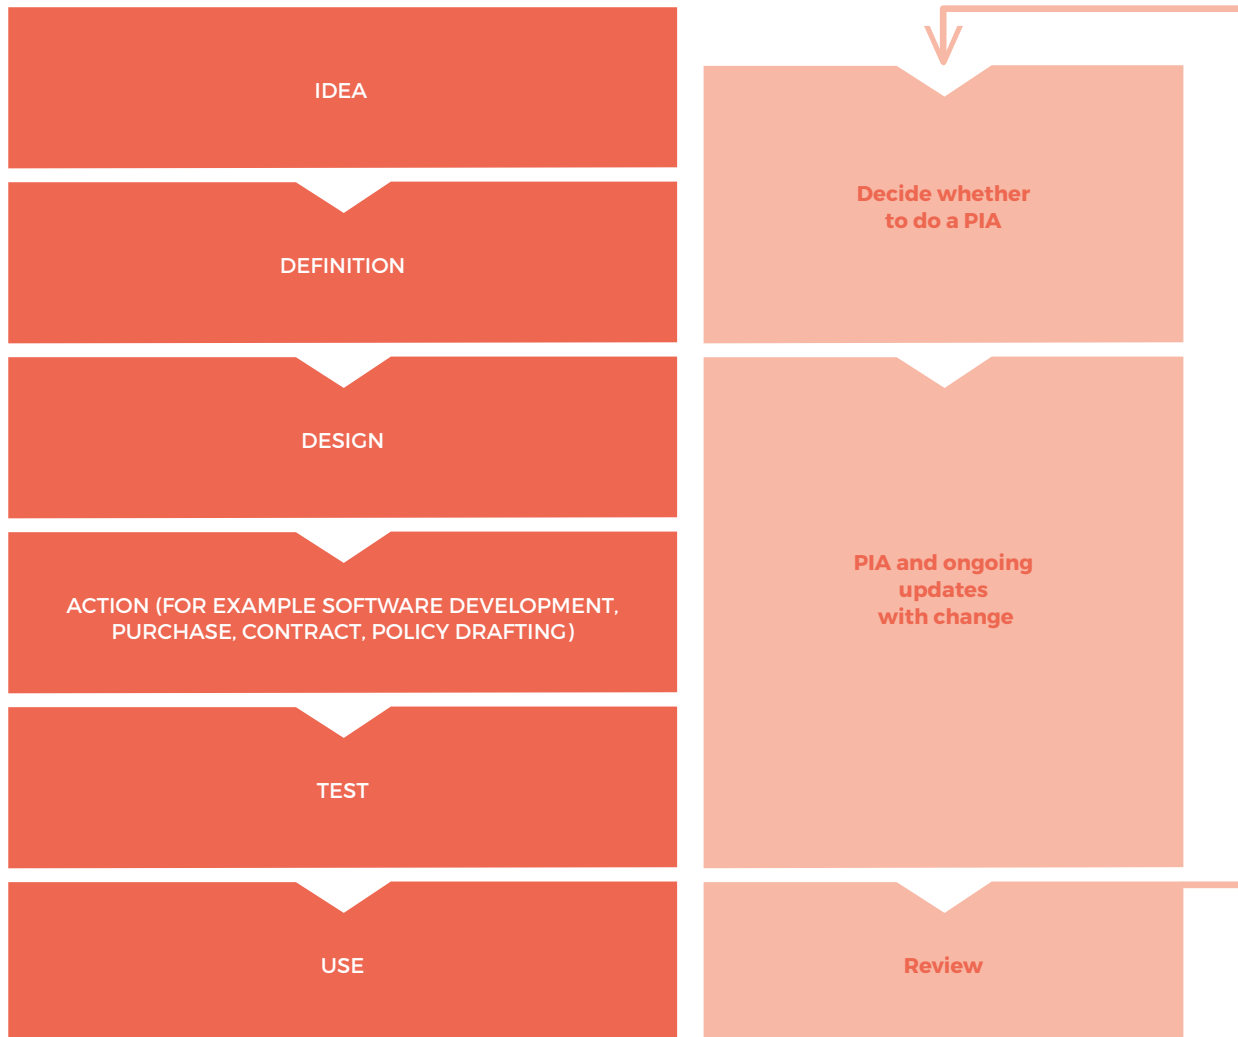 IDEA
DEFINITION
DESIGN
ACTION (FOR EXAMPLE SOFTWARE DEVELOPMENT,
PURCHASE, CONTRACT, POLICY DRAFTING)
TEST
USE
Decide whether
to do a PIA
PIA and ongoing
updates
with change
Review